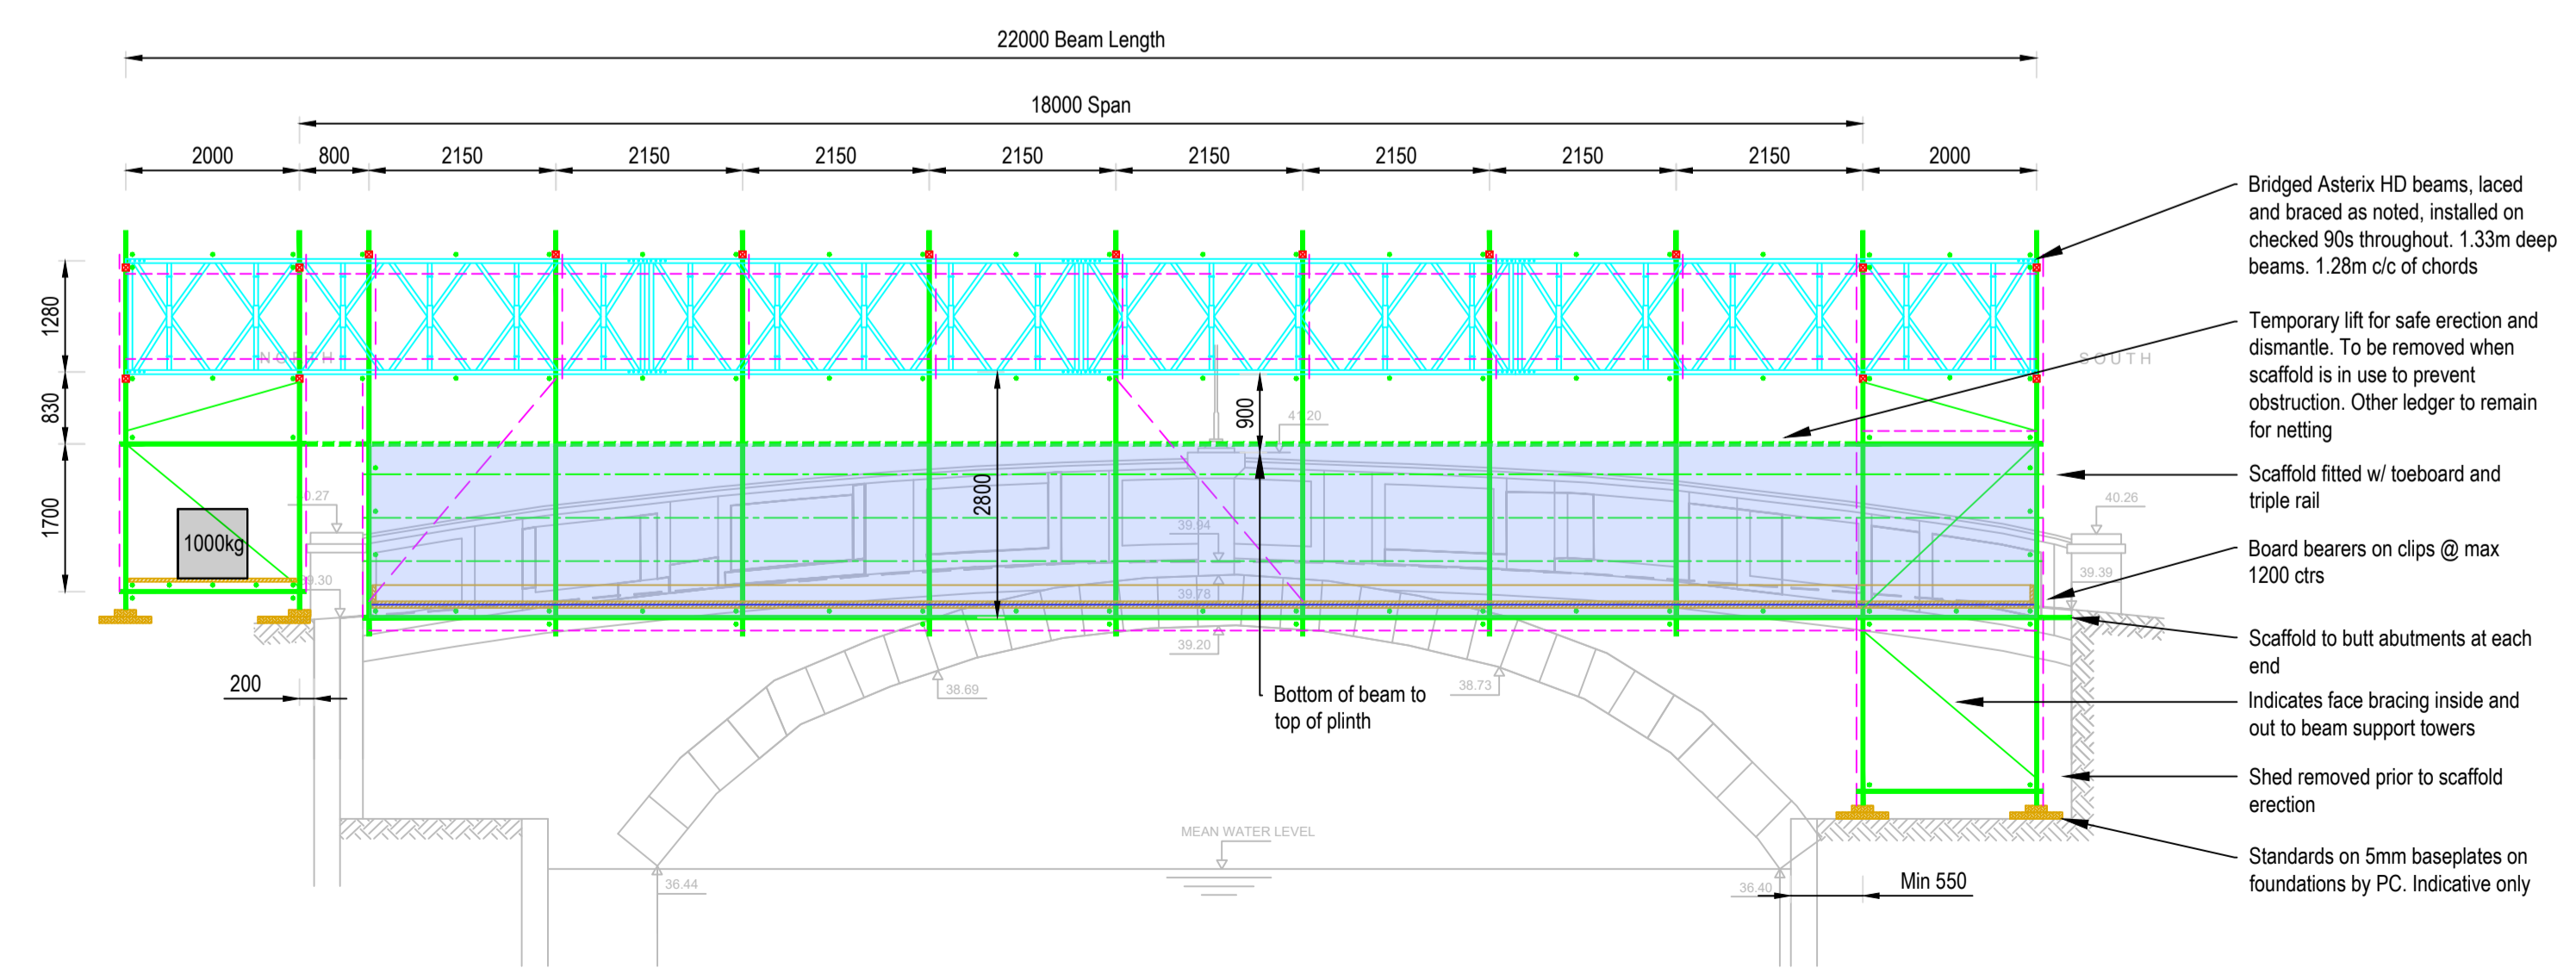 22000 Beam Length
18000 Span
2000
800
2150
2150
2150
2150
2150
2150
2150
2150
2000
Bridged Asterix HD beams, laced
and braced as noted, installed on
checked 90s throughout. 1.33m deep
beams. 1.28m c/c of chords
1280
NORTH
SOUTH
Temporary lift for safe erection and
dismantle. To be removed when
scaffold is in use to prevent
obstruction. Other ledger to remain
for netting
830
900
41.20
Scaffold fitted w/ toeboard and
triple rail
2800
40.26
1700
1000kg
39.94
Board bearers on clips @ max
1200 ctrs
39.39
39.78
Scaffold to butt abutments at each
end
39.20
200
38.69
38.73
Bottom of beam to
top of plinth
Indicates face bracing inside and
out to beam support towers
Shed removed prior to scaffold
erection
MEAN WATER LEVEL
36.44
36.40
Min 550
Standards on 5mm baseplates on
foundations by PC. Indicative only